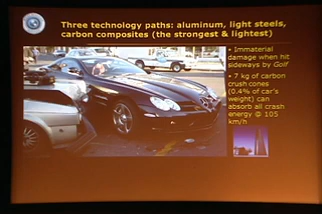 Three technology paths: aluminum, light steels,
carbon composites (the strongest & lightest)
• Immaterial
damage when hit
sideways by Golf
• 7 kg of carbon
crush cones
(0.4% of car's
weight) can
absorb all crash
energy @ 105
km/h